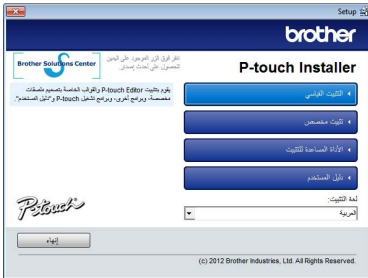 Setup
brother
Brother Solutions Center
انقر فوق الزر الموجود على اليمين
للحصول على أحدث إصدار.
P-touch Installer
يقوم بتثبيت P-touch Editor والقوالب الخاصة بتصميم ملصقات
مخصصة، وبرامج أخرى، وبرامج تشغيل P-touch و"دليل المستخدم".
التثبيت القياسي
تثبيت مخصص
الأداة المساعدة للتثبيت
دليل المستخدم
لغة التثبيت:
العربية
P-touch
إنهاء
(c) 2012 Brother Industries, Ltd. All Rights Reserved.